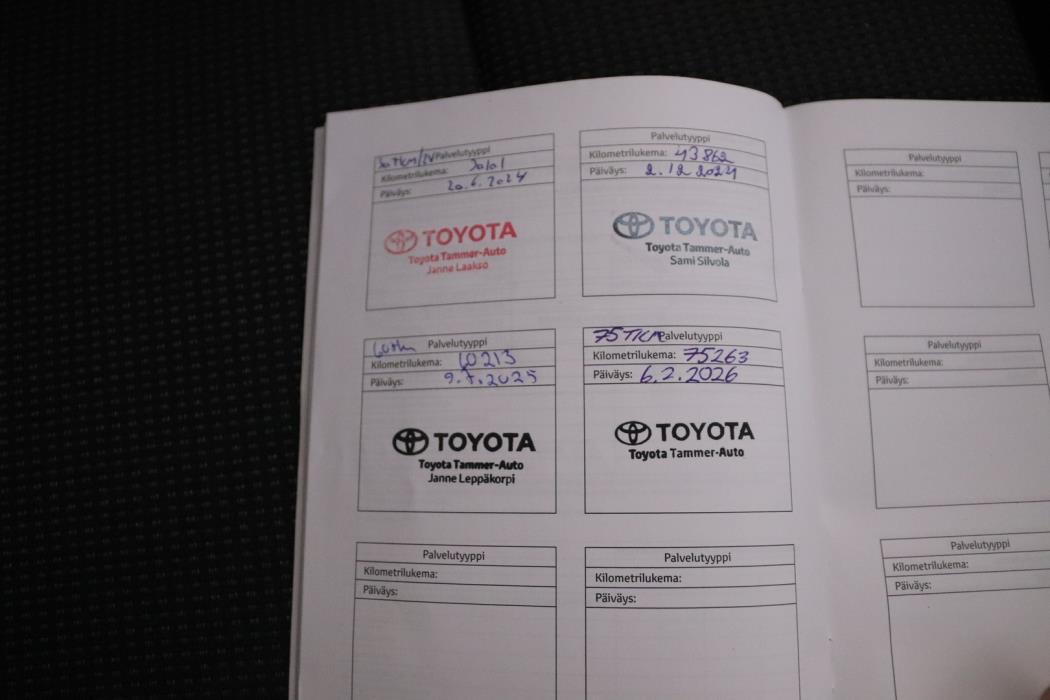 Palvelutyyppi
Kilometrilukema:
Päiväys: 20.6.2024
TOYOTA
Toyota Tammer-Auto
Janne Laakso
Palvelutyyppi
Kilometrilukema: 43862
Päiväys: 2.12.2024
TOYOTA
Toyota Tammer-Auto
Sami Silvola
Palvelutyyppi
Kilometrilukema: 60213
Päiväys: 9.7.2025
TOYOTA
Toyota Tammer-Auto
Janne Leppäkorpi
75TKM Palvelutyyppi
Kilometrilukema: 75263
Päiväys: 6.2.2026
TOYOTA
Toyota Tammer-Auto
Palvelutyyppi
Kilometrilukema:
Päiväys:
Palvelutyyppi
Kilometrilukema:
Päiväys:
Palvelutyyppi
Kilometrilukema:
Päiväys:
Palvelutyyppi
Kilometrilukema:
Päiväys:
Palvelutyyppi
Kilometrilukema:
Päiväys: